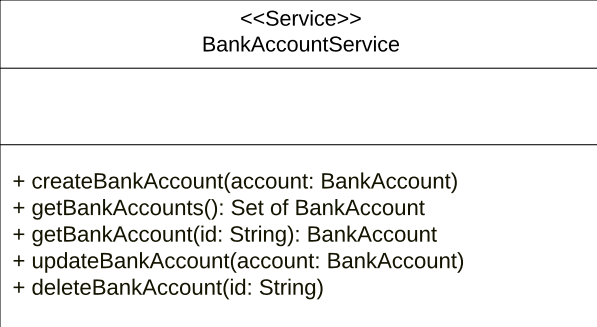 <<Service>>
BankAccountService
+ createBankAccount(account: BankAccount)
+ getBankAccounts(): Set of BankAccount
+ getBankAccount(id: String): BankAccount
+ updateBankAccount(account: BankAccount)
+ deleteBankAccount(id: String)